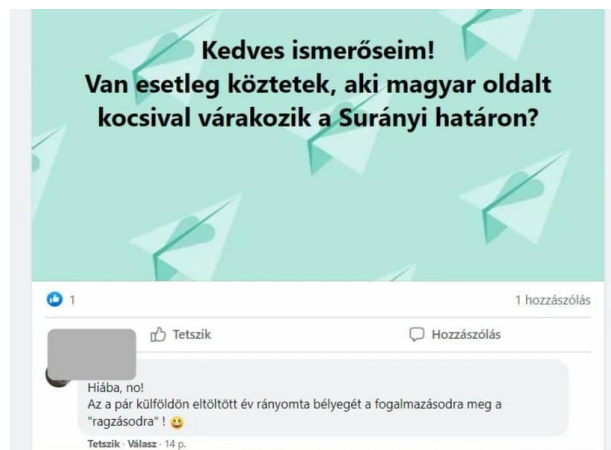 Kedves ismerőseim!
Van esetleg köztetek, aki magyar oldalt
kocsival várakozik a Surányi határon?
1
1 hozzászólás
Tetszik
Hozzászólás
Hiába, no!
Az a pár külföldön eltöltött év rányomta bélyegét a fogalmazásodra meg a
"ragzásodra" ! 😃
Tetszik · Válasz · 14 p.